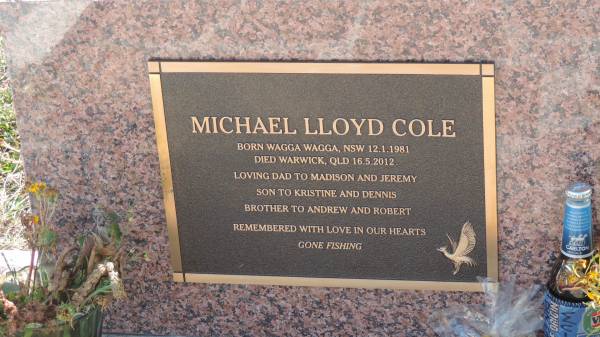 MICHAEL LLOYD COLE
BORN WAGGA WAGGA, NSW 12.1.1981
DIED WARWICK, QLD 16.5.2012
LOVING DAD TO MADISON AND JEREMY
SON TO KRISTINE AND DENNIS
BROTHER TO ANDREW AND ROBERT
REMEMBERED WITH LOVE IN OUR HEARTS
GONE FISHING
CARLTON